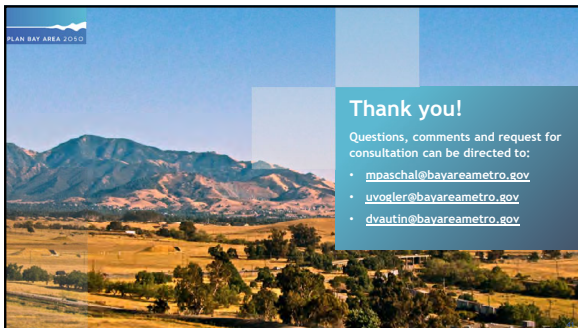 PLAN BAY AREA 2050
Thank you!
Questions, comments and request for
consultation can be directed to:
• mpaschal@bayareametro.gov
• uvogler@bayareametro.gov
• dvautin@bayareametro.gov